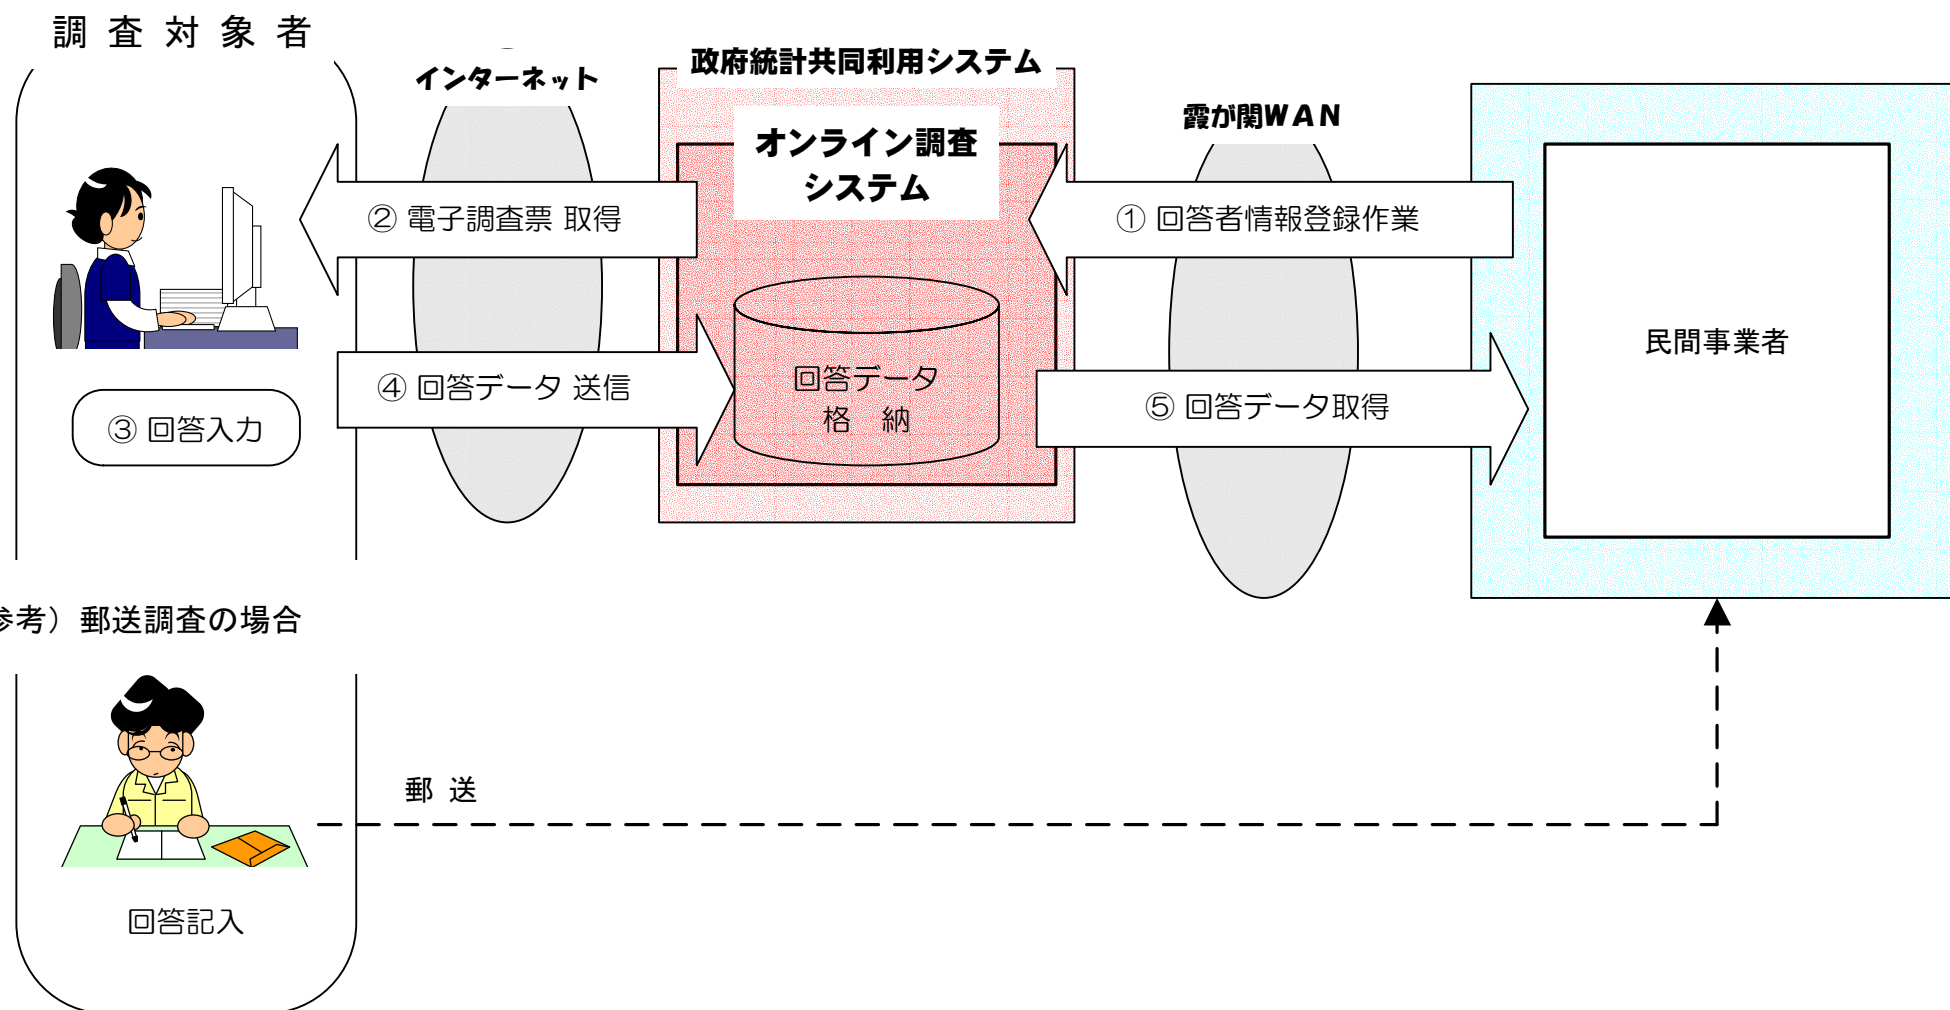 調 査 対 象 者
インターネット
政府統計共同利用システム
オンライン調査
システム
霞が関WAN
② 電子調査票 取得
① 回答者情報登録作業
民間事業者
③ 回答入力
④ 回答データ 送信
回答データ
格 納
⑤ 回答データ取得
参考）郵送調査の場合
郵 送
回答記入